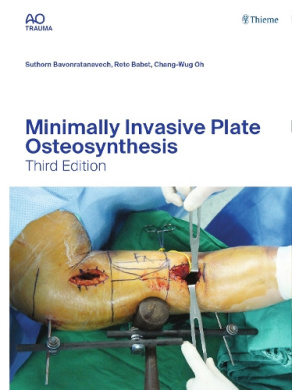 AO
TRAUMA
Thieme
Suthorn Bavonratanavech, Reto Babst, Chang-Wug Oh
Minimally Invasive Plate
Osteosynthesis
Third Edition